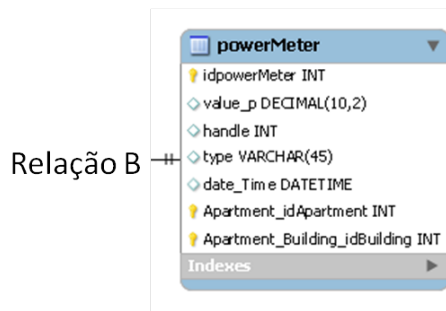 powerMeter
idpowerMeter INT
value_p DECIMAL(10,2)
handle INT
Relação B
type VARCHAR(45)
date_Time DATETIME
Apartment_idApartment INT
Apartment_Building_idBuilding INT
Indexes